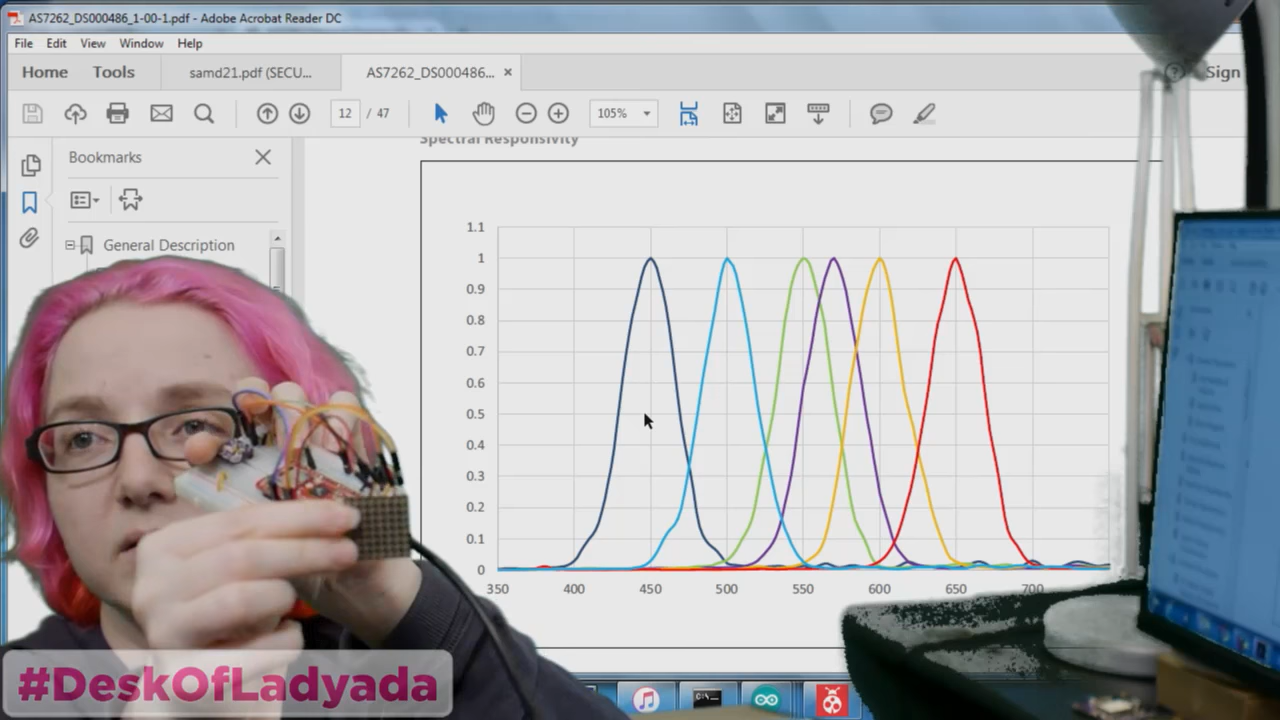 AS7262_DS000486_1-00-1.pdf - Adobe Acrobat Reader DC
File Edit View Window Help
Home Tools samd21.pdf (SECU... AS7262_DS000486... × Sign
12 / 47 105%
Spectral Responsivity
Bookmarks
General Description
1.1
1
0.9
0.8
0.7
0.6
0.5
0.4
0.3
0.2
0.1
0
350 400 450 500 550 600 650 700
#DeskOfLadyada